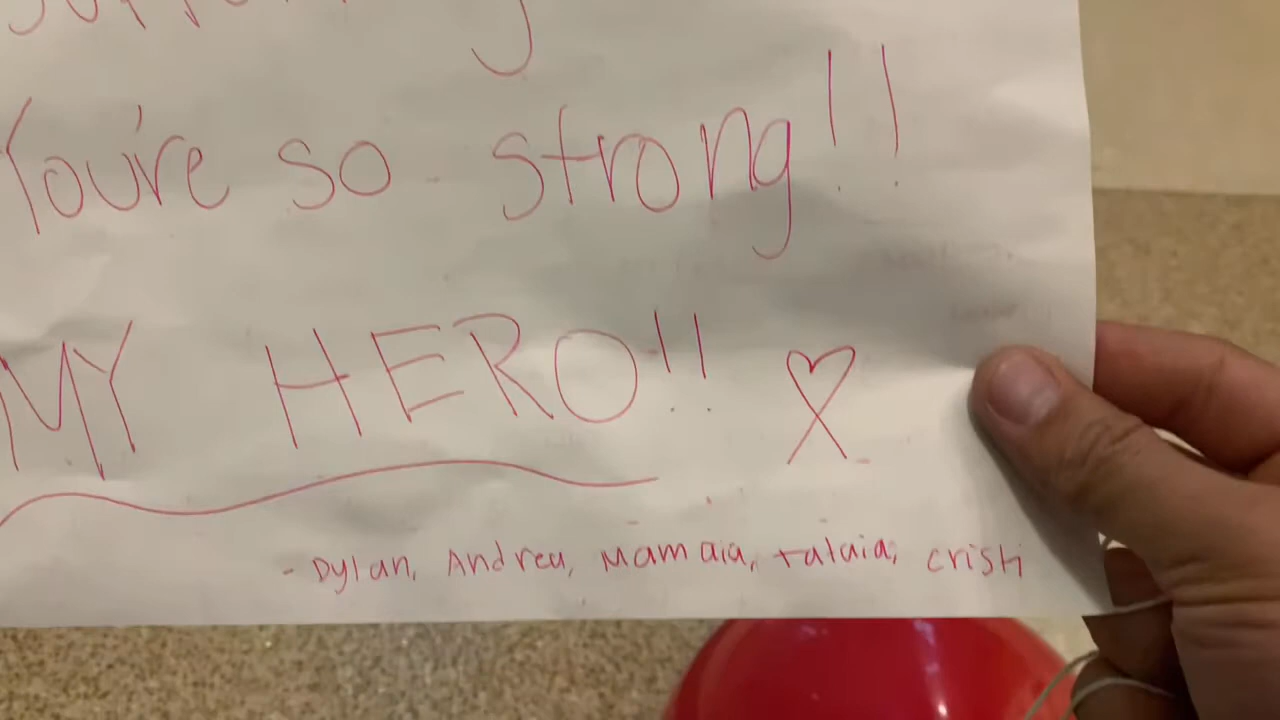 You're so strong!!
MY HERO!!
- Dylan, Andreu, Mamaia, tataia, cristi